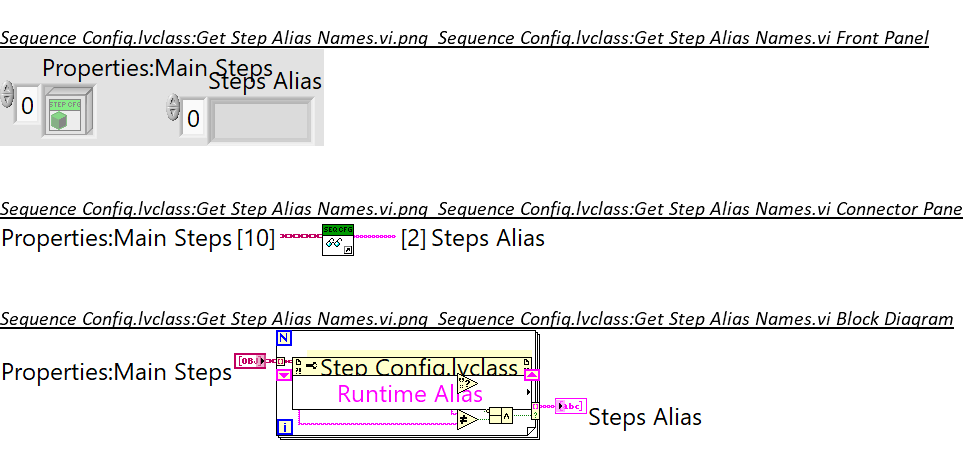 Sequence Config.lvclass:Get Step Alias Names.vi.png Sequence Config.lvclass:Get Step Alias Names.vi Front Panel
Properties:Main Steps
Steps Alias
0
STEP CFG
0
Sequence Config.lvclass:Get Step Alias Names.vi.png Sequence Config.lvclass:Get Step Alias Names.vi Connector Pane
Properties:Main Steps [10]
SEQ CFG
[2] Steps Alias
Sequence Config.lvclass:Get Step Alias Names.vi.png Sequence Config.lvclass:Get Step Alias Names.vi Block Diagram
N
Properties:Main Steps
[OBJ]
Step Config.lvclass
Runtime Alias
[abc]
Steps Alias
i